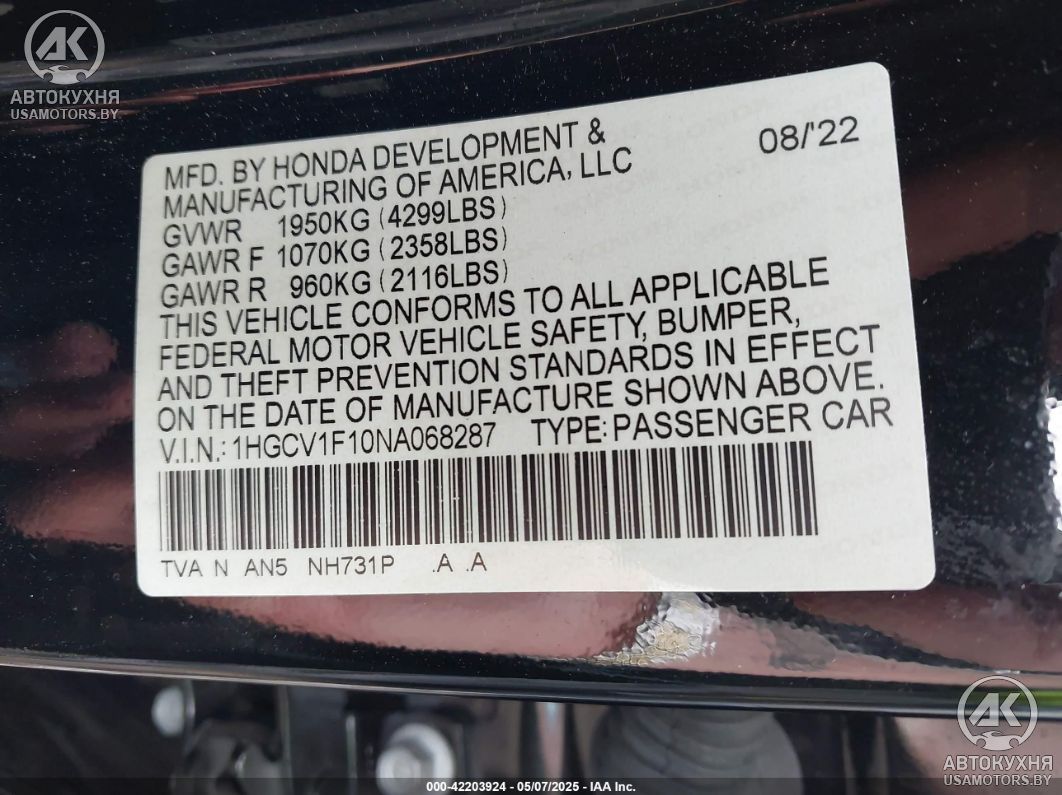 АК
АВТОКУХНЯ
USAMOTORS.BY
MFD. BY HONDA DEVELOPMENT &
MANUFACTURING OF AMERICA, LLC
08/'22
GVWR 1950KG (4299LBS)
GAWR F 1070KG (2358LBS)
GAWR R 960KG (2116LBS)
THIS VEHICLE CONFORMS TO ALL APPLICABLE
FEDERAL MOTOR VEHICLE SAFETY, BUMPER,
AND THEFT PREVENTION STANDARDS IN EFFECT
ON THE DATE OF MANUFACTURE SHOWN ABOVE.
V.I.N.: 1HGCV1F10NA068287 TYPE: PASSENGER CAR
TVA N AN5 NH731P .A .A
АК
АВТОКУХНЯ
USAMOTORS.BY
000-42203924 - 05/07/2025 - IAA Inc.